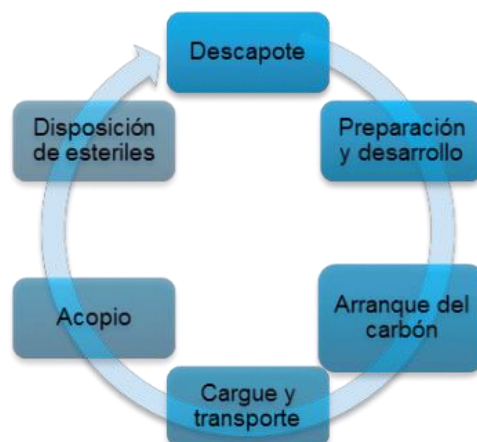 Descapote
Preparación
y desarrollo
Arranque del
carbón
Cargue y
transporte
Acopio
Disposición
de esteriles